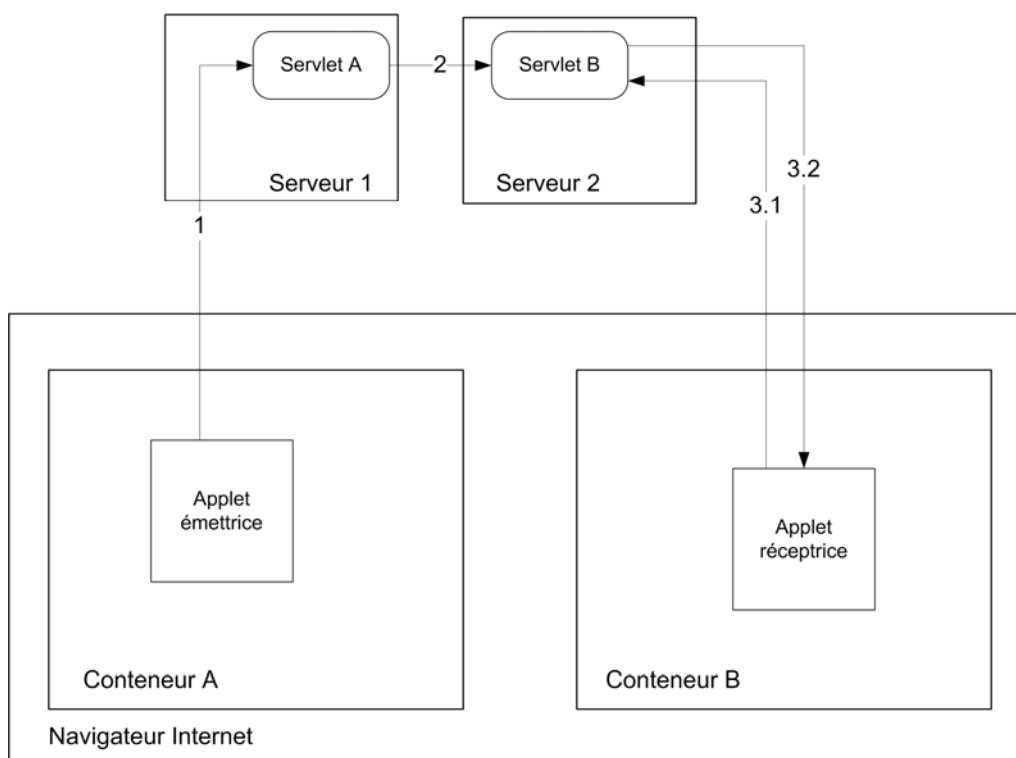 Servlet A
2
Servlet B
Serveur 1
Serveur 2
3.2
3.1
1
Applet
émettrice
Applet
réceptrice
Conteneur A
Conteneur B
Navigateur Internet